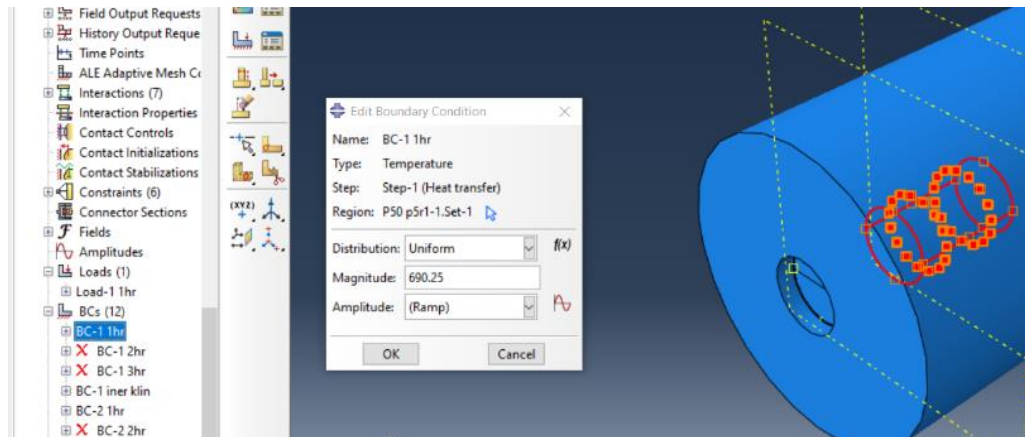 Field Output Requests
History Output Reque
Time Points
ALE Adaptive Mesh Co
Interactions (7)
Interaction Properties
Contact Controls
Contact Initializations
Contact Stabilizations
Constraints (6)
Connector Sections
Fields
Amplitudes
Loads (1)
Load-1 1hr
BCs (12)
BC-1 1hr
BC-1 2hr
BC-1 3hr
BC-1 iner klin
BC-2 1hr
BC-2 2hr
(XYZ)
Edit Boundary Condition
Name: BC-1 1hr
Type: Temperature
Step: Step-1 (Heat transfer)
Region: P50 p5r1-1.Set-1
Distribution: Uniform f(x)
Magnitude: 690.25
Amplitude: (Ramp)
OK Cancel